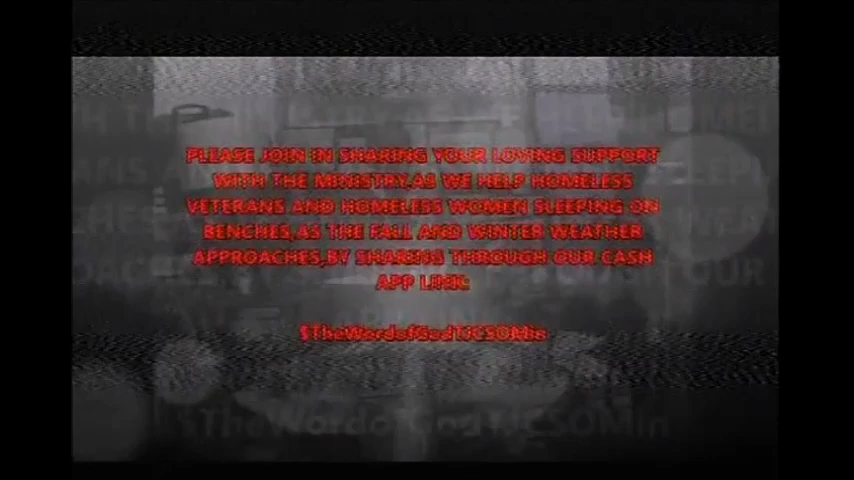 PLEASE JOIN IN SHARING YOUR LOVING SUPPORT
WITH THE MINISTRY,AS WE HELP HOMELESS
VETERANS AND HOMELESS WOMEN SLEEPING ON
BENCHES,AS THE FALL AND WINTER WEATHER
APPROACHES,BY SHARING THROUGH OUR CASH
APP LINK:
$TheWordofGodTJCSOMin
$TheWordofGodTJCSOMin